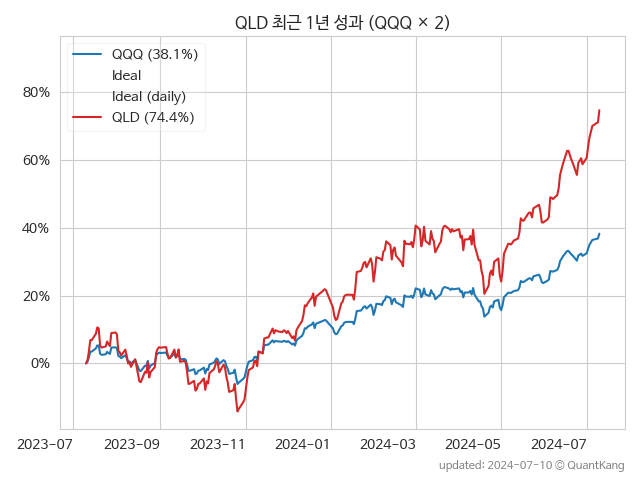 QLD 최근 1년 성과 (QQQ × 2)
QQQ (38.1%)
Ideal
Ideal (daily)
QLD (74.4%)
80%
60%
40%
20%
0%
2023-07 2023-09 2023-11 2024-01 2024-03 2024-05 2024-07
updated: 2024-07-10 © QuantKang